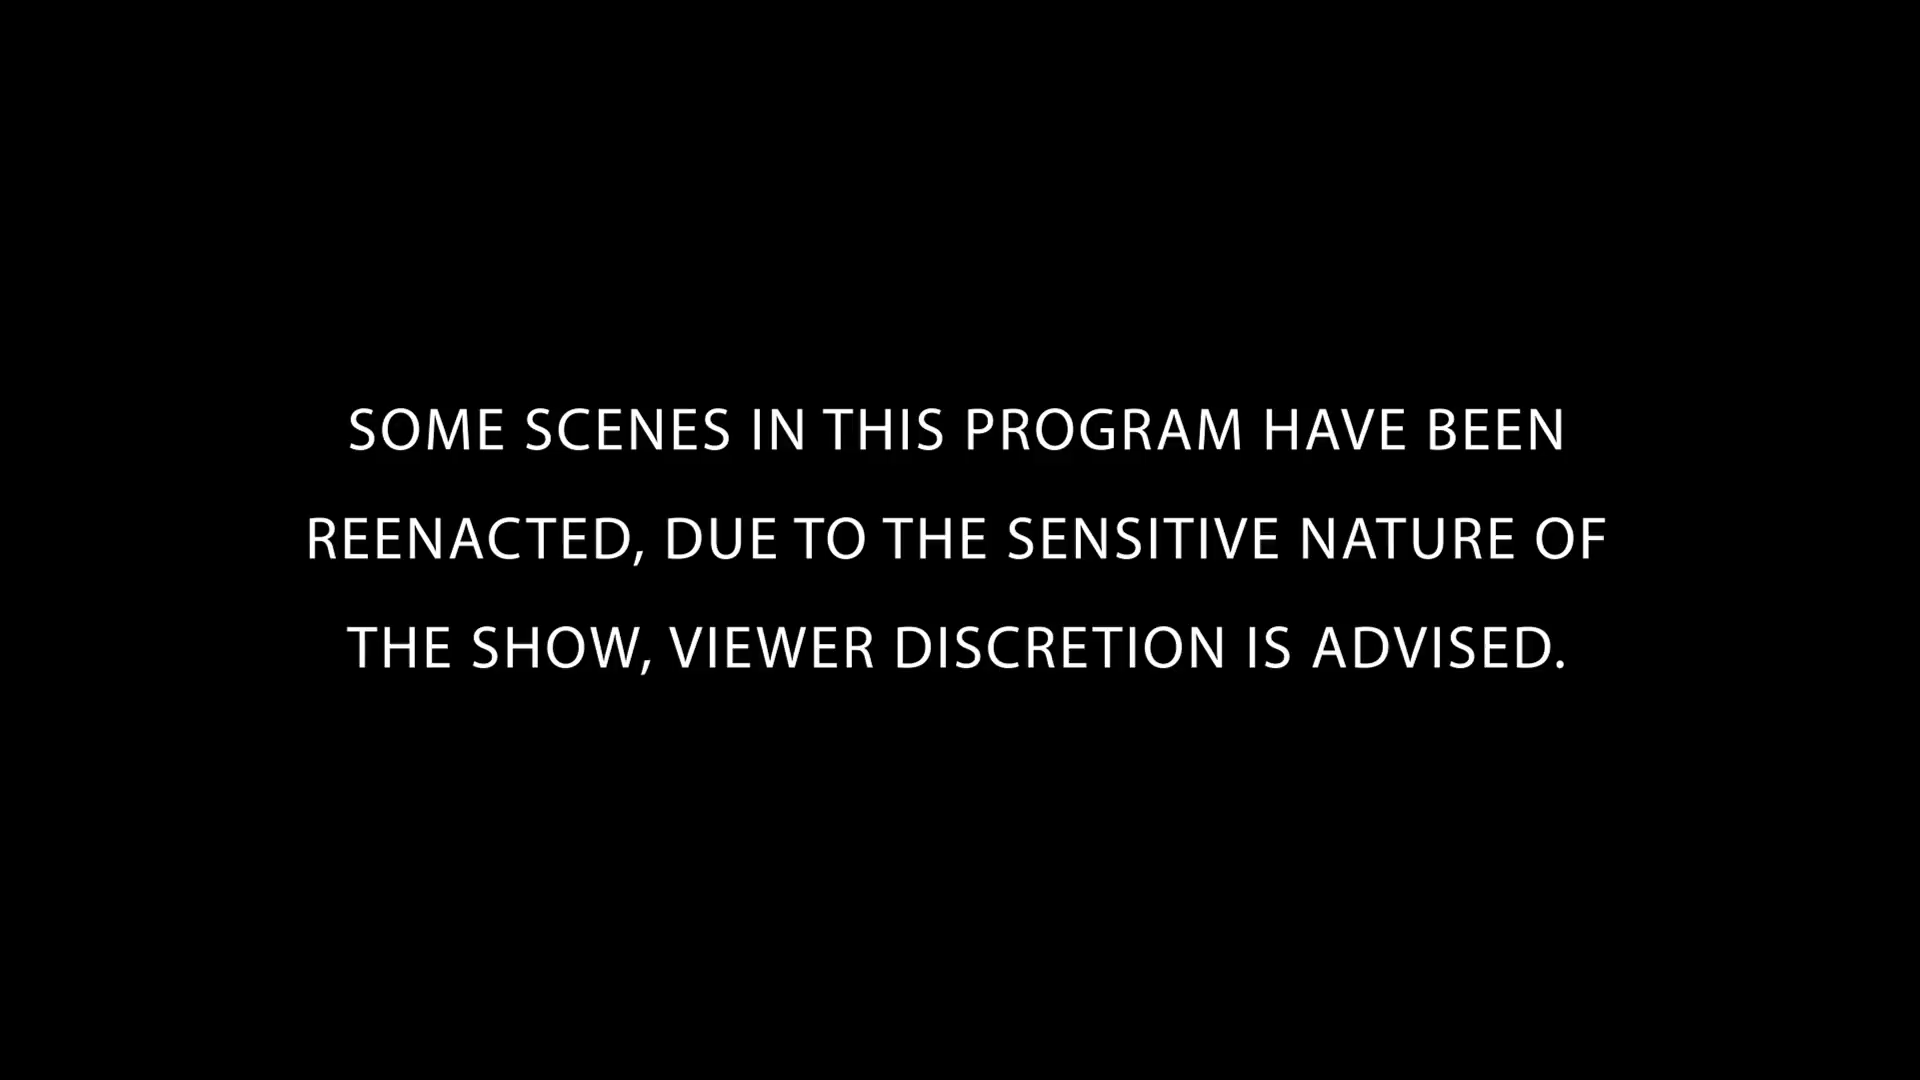 SOME SCENES IN THIS PROGRAM HAVE BEEN
REENACTED, DUE TO THE SENSITIVE NATURE OF
THE SHOW, VIEWER DISCRETION IS ADVISED.